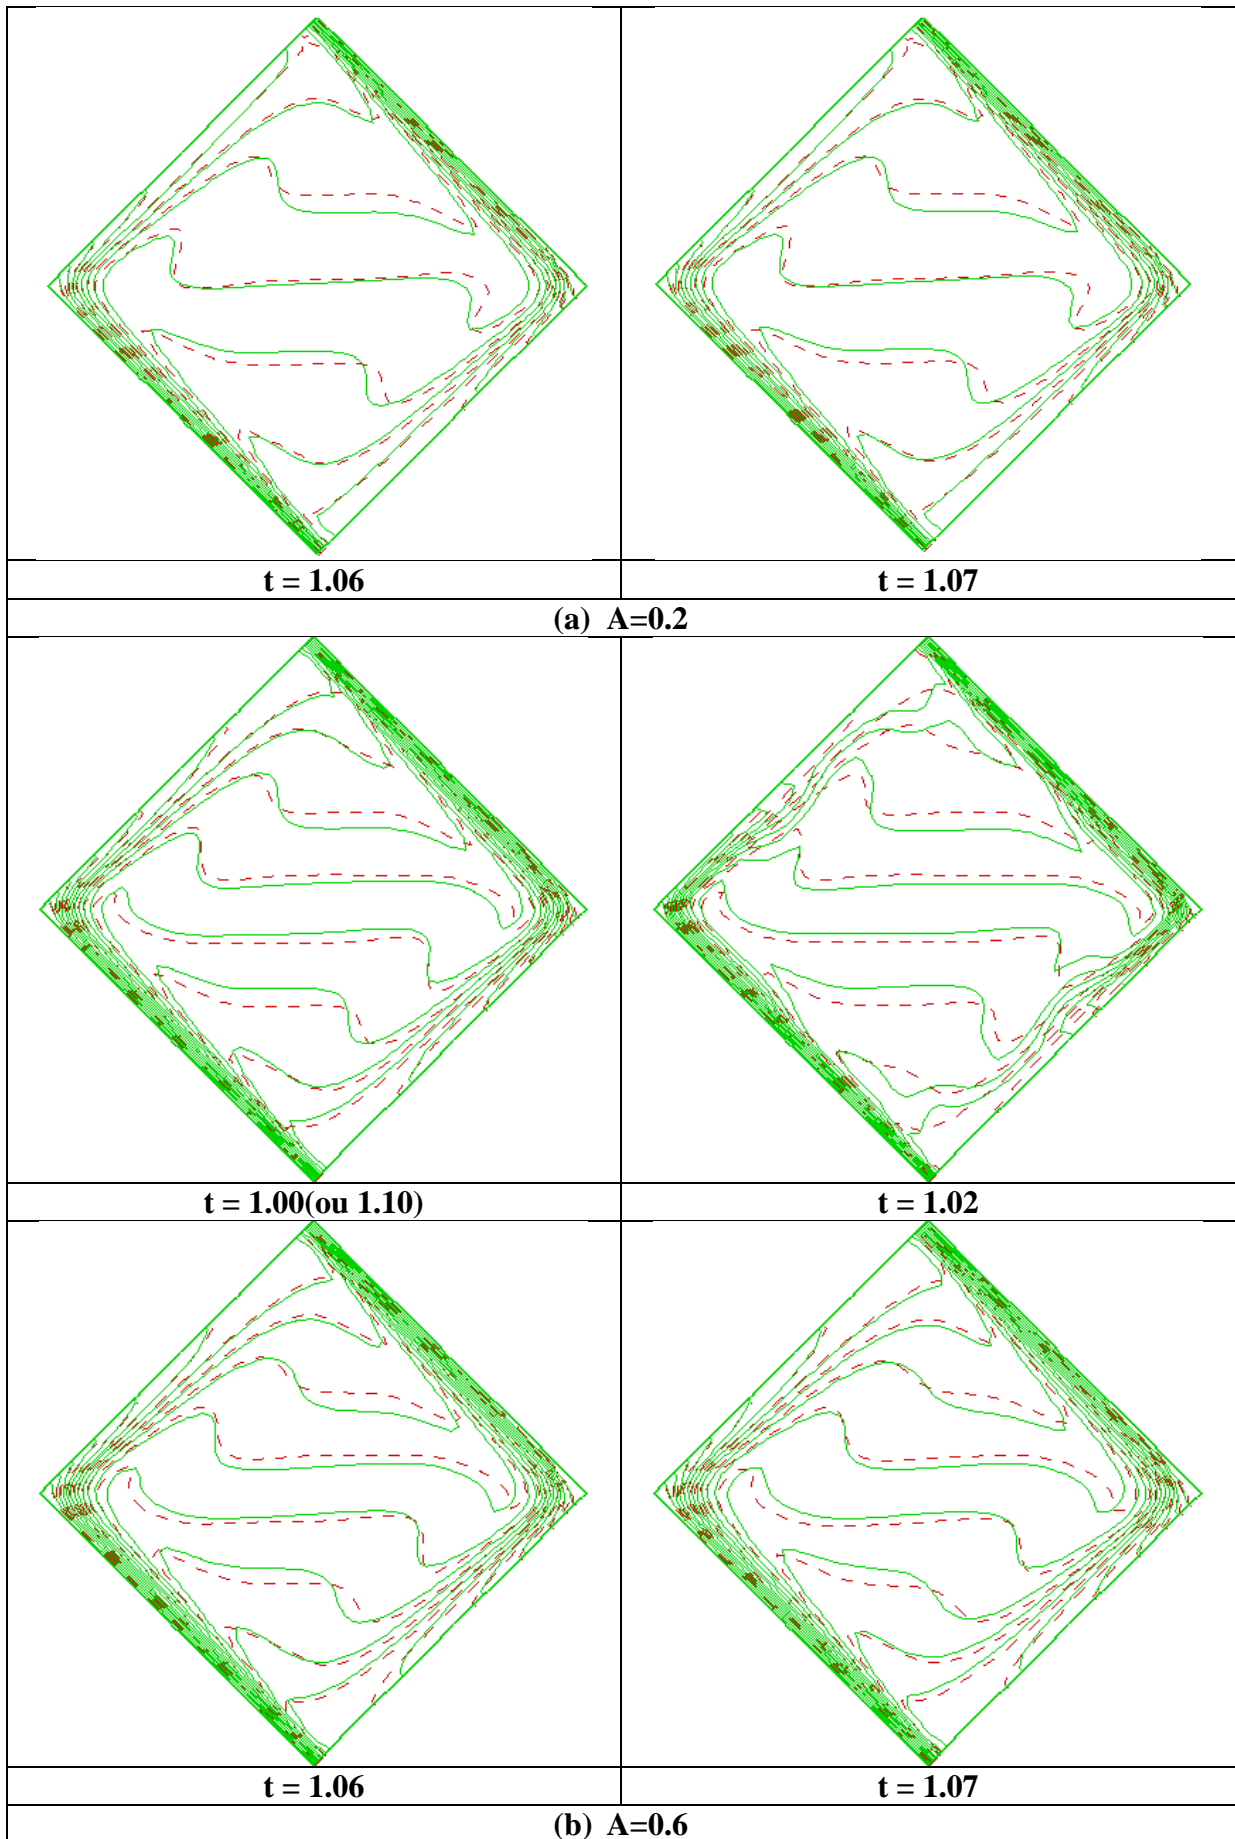 t = 1.06
t = 1.07
(a) A=0.2
t = 1.00(ou 1.10)
t = 1.02
t = 1.06
t = 1.07
(b) A=0.6